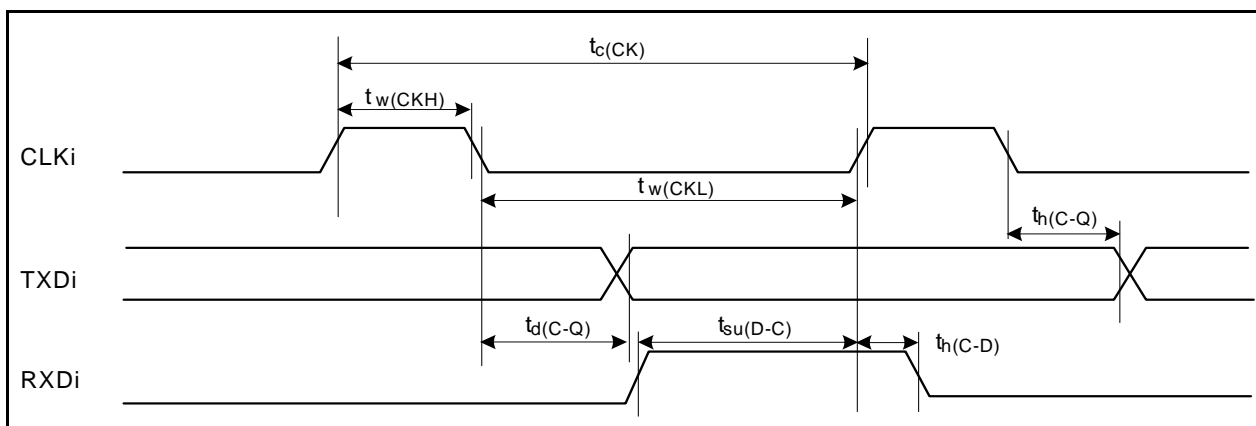 tc(CK)
tw(CKH)
CLKi
tw(CKL)
th(C-Q)
TXDi
td(C-Q)
tsu(D-C)
th(C-D)
RXDi